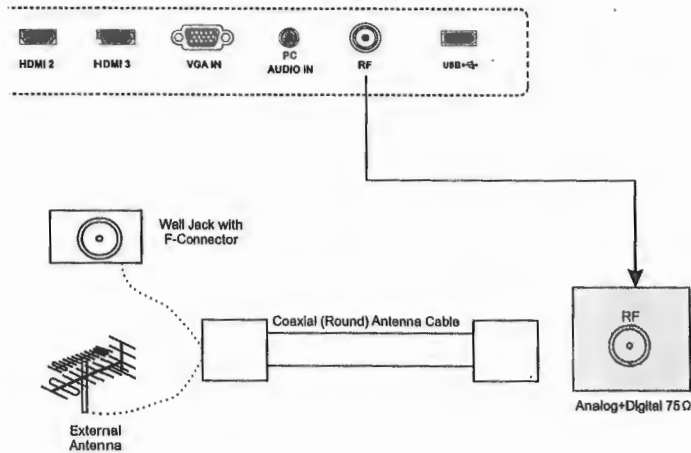 HDMI 2
HDMI 3
VGA IN
PC
AUDIO IN
RF
USB
Wall Jack with
F-Connector
Coaxial (Round) Antenna Cable
RF
Analog+Digital 75Ω
External
Antenna